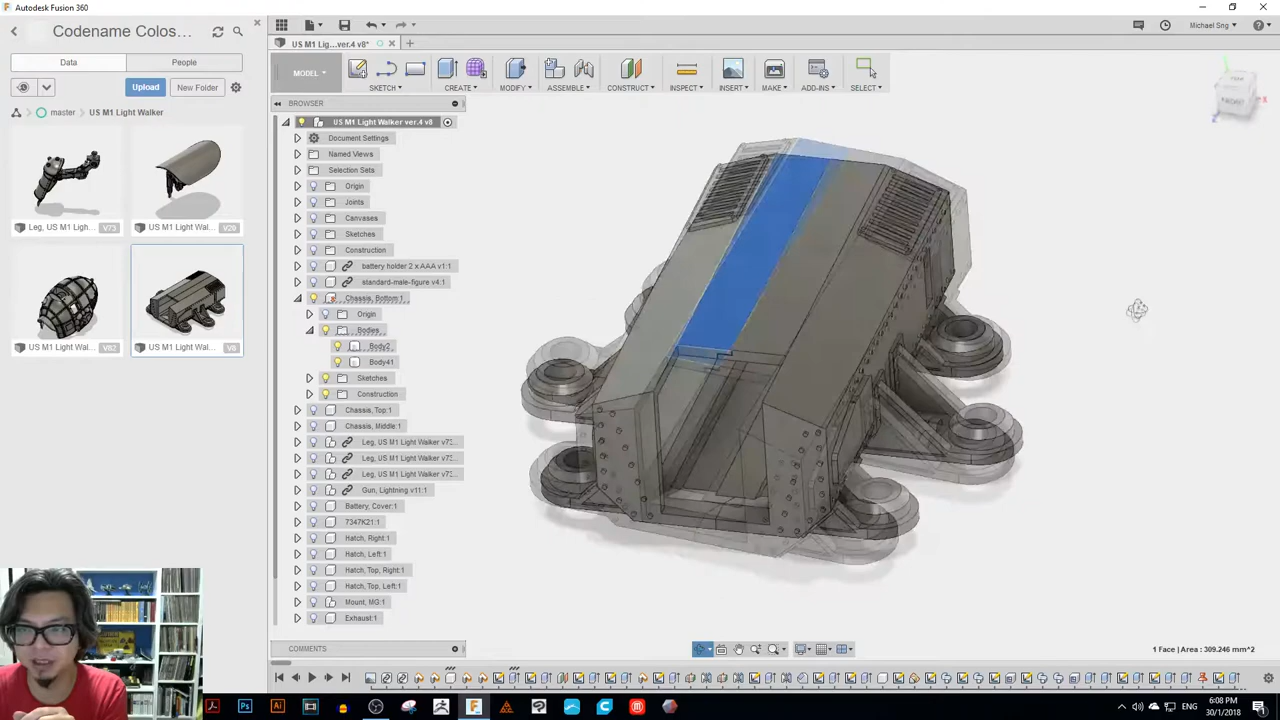 Autodesk Fusion 360
Codename Colos...
Michael Sng
US M1 Lig...ver.4 v8*
Data
People
MODEL
SKETCH
CREATE
MODIFY
ASSEMBLE
CONSTRUCT
INSPECT
INSERT
MAKE
ADD-INS
SELECT
Upload
New Folder
BROWSER
master
US M1 Light Walker
US M1 Light Walker ver.4 v8
Document Settings
Named Views
Selection Sets
Origin
Joints
Canvases
Sketches
Construction
battery holder 2 x AAA v1:1
standard-male-figure v4:1
Chassis, Bottom:1
Origin
Bodies
Body2
Body41
Sketches
Construction
Chassis, Top:1
Chassis, Middle:1
Leg, US M1 Light Walker v73...
Leg, US M1 Light Walker v73...
Leg, US M1 Light Walker v73...
Gun, Lightning v11:1
Battery, Cover:1
7347K21:1
Hatch, Right:1
Hatch, Left:1
Hatch, Top, Right:1
Hatch, Top, Left:1
Mount, MG:1
Exhaust:1
Leg, US M1 Ligh...
V73
US M1 Light Wal...
V20
US M1 Light Wal...
V82
US M1 Light Wal...
V8
COMMENTS
1 Face | Area : 309.246 mm^2
6:08 PM
30/1/2018